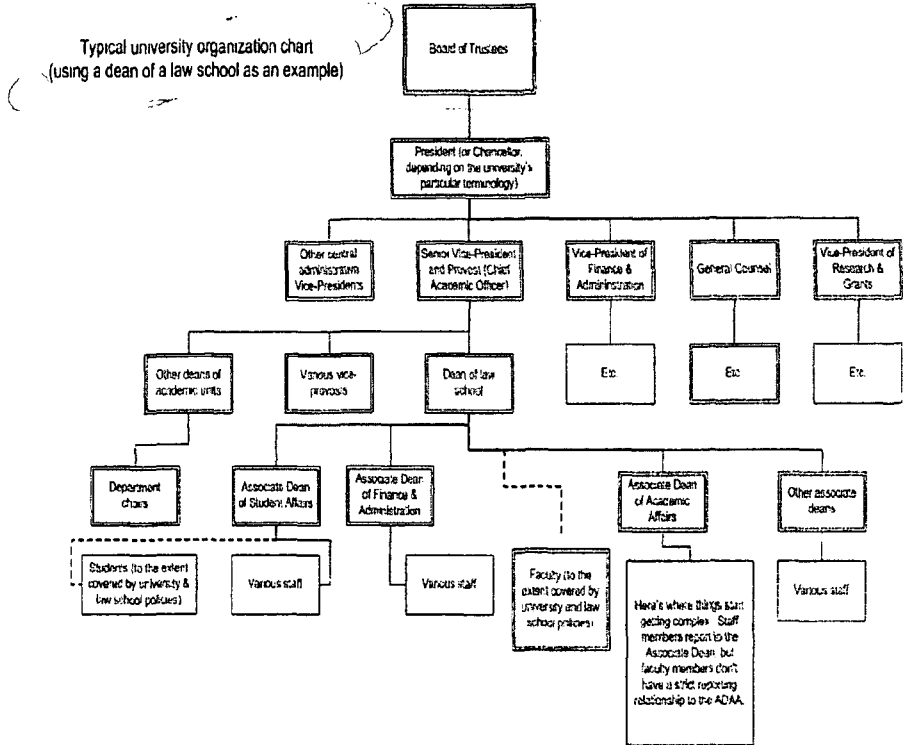 Typical university organization chart
(using a dean of a law school as an example)
Board of Trustees
President (or Chancellor,
depending on the university's
particular terminology)
Other central
administrative
Vice-Presidents
Senior Vice-President
and Provost (Chief
Academic Officer)
Vice-President of
Finance &
Administration
General Counsel
Vice-President of
Research &
Grants
Other deans of
academic units
Various vice-
provosts
Dean of law
school
Etc.
Etc
Etc.
Department
chairs
Associate Dean
of Student Affairs
Associate Dean
of Finance &
Administration
Associate Dean
of Academic
Affairs
Other associate
deans
Students (to the extent
covered by university &
law school policies)
Various staff
Various staff
Faculty (to the
extent covered by
university and law
school policies)
Here's where things start
getting complex. Staff
members report to the
Associate Dean, but
faculty members don't
have a strict reporting
relationship to the ADAA.
Various staff